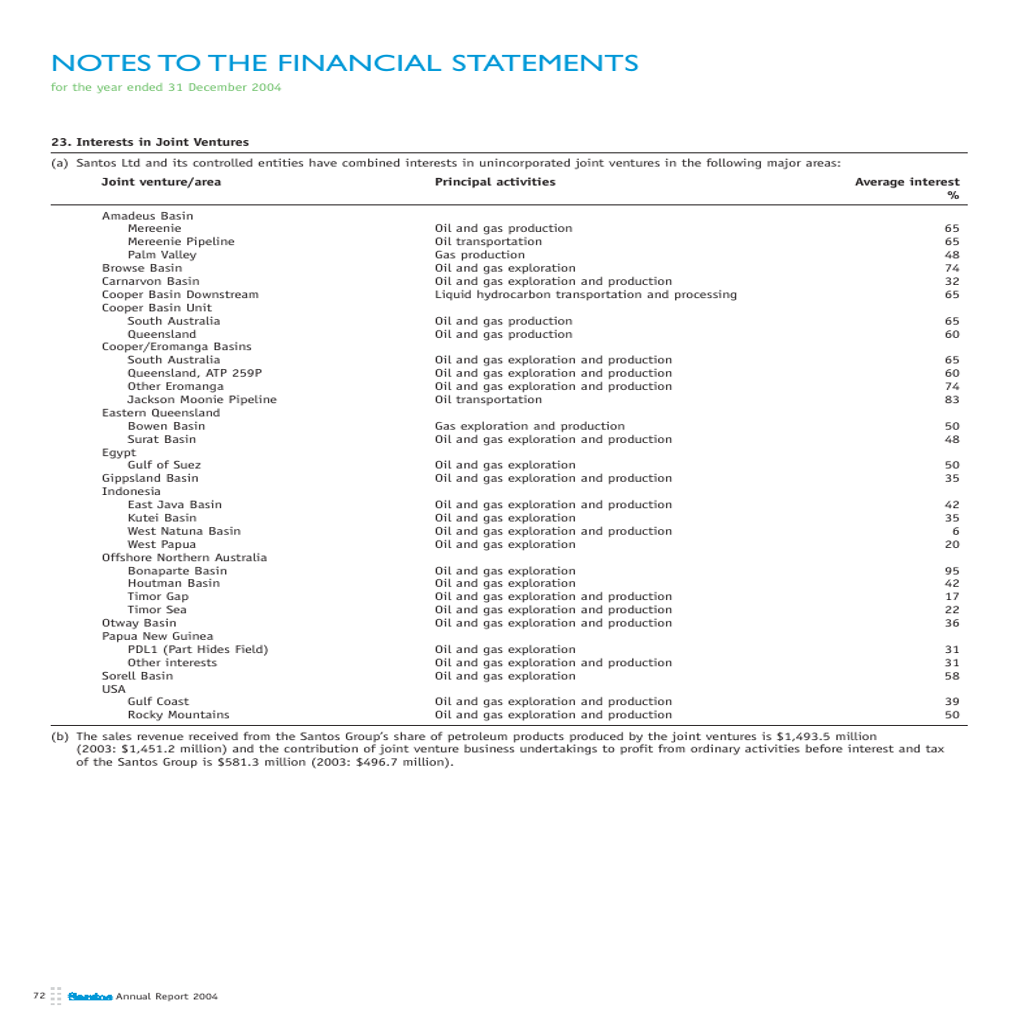 NOTES TO THE FINANCIAL STATEMENTS
for the year ended 31 December 2004
23. Interests in Joint Ventures
(a) Santos Ltd and its controlled entities have combined interests in unincorporated joint ventures in the following major areas:
Joint venture/area Principal activities Average interest
%
Amadeus Basin
Mereenie Oil and gas production 65
Mereenie Pipeline Oil transportation 65
Palm Valley Gas production 48
Browse Basin Oil and gas exploration 74
Carnarvon Basin Oil and gas exploration and production 32
Cooper Basin Downstream Liquid hydrocarbon transportation and processing 65
Cooper Basin Unit
South Australia Oil and gas production 65
Queensland Oil and gas production 60
Cooper/Eromanga Basins
South Australia Oil and gas exploration and production 65
Queensland, ATP 259P Oil and gas exploration and production 60
Other Eromanga Oil and gas exploration and production 74
Jackson Moonie Pipeline Oil transportation 83
Eastern Queensland
Bowen Basin Gas exploration and production 50
Surat Basin Oil and gas exploration and production 48
Egypt
Gulf of Suez Oil and gas exploration 50
Gippsland Basin Oil and gas exploration and production 35
Indonesia
East Java Basin Oil and gas exploration and production 42
Kutei Basin Oil and gas exploration 35
West Natuna Basin Oil and gas exploration and production 6
West Papua Oil and gas exploration 20
Offshore Northern Australia
Bonaparte Basin Oil and gas exploration 95
Houtman Basin Oil and gas exploration 42
Timor Gap Oil and gas exploration and production 17
Timor Sea Oil and gas exploration and production 22
Otway Basin Oil and gas exploration and production 36
Papua New Guinea
PDL1 (Part Hides Field) Oil and gas exploration 31
Other interests Oil and gas exploration and production 31
Sorell Basin Oil and gas exploration 58
USA
Gulf Coast Oil and gas exploration and production 39
Rocky Mountains Oil and gas exploration and production 50
(b) The sales revenue received from the Santos Group's share of petroleum products produced by the joint ventures is $1,493.5 million
(2003: $1,451.2 million) and the contribution of joint venture business undertakings to profit from ordinary activities before interest and tax
of the Santos Group is $581.3 million (2003: $496.7 million).
72 Santos Annual Report 2004